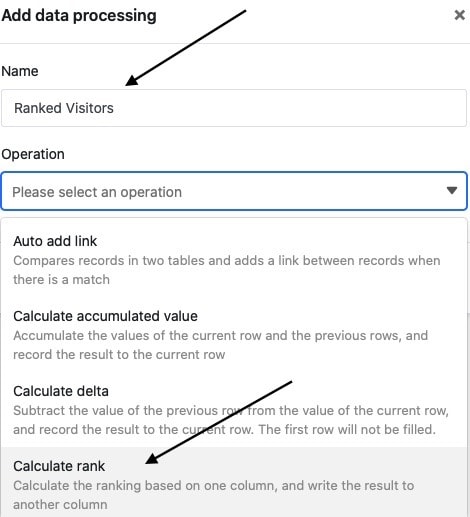 Add data processing
Name
Ranked Visitors
Operation
Please select an operation
Auto add link
Compares records in two tables and adds a link between records when
there is a match
Calculate accumulated value
Accumulate the values of the current row and the previous rows, and
record the result to the current row
Calculate delta
Subtract the value of the previous row from the value of the current row,
and record the result to the current row. The first row will not be filled.
Calculate rank
Calculate the ranking based on one column, and write the result to
another column